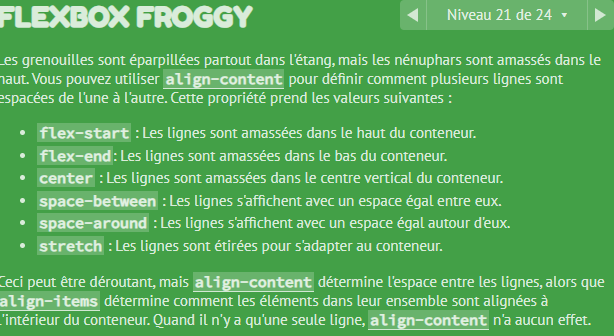 FLEXBOX FROGGY
Niveau 21 de 24
Les grenouilles sont éparpillées partout dans l'étang, mais les nénuphars sont amassés dans le
haut. Vous pouvez utiliser align-content pour définir comment plusieurs lignes sont
espacées de l'une à l'autre. Cette propriété prend les valeurs suivantes :
flex-start : Les lignes sont amassées dans le haut du conteneur.
flex-end: Les lignes sont amassées dans le bas du conteneur.
center : Les lignes sont amassées dans le centre vertical du conteneur.
space-between : Les lignes s'affichent avec un espace égal entre eux.
space-around : Les lignes s'affichent avec un espace égal autour d'eux.
stretch : Les lignes sont étirées pour s'adapter au conteneur.
Ceci peut être déroutant, mais align-content détermine l'espace entre les lignes, alors que
align-items détermine comment les éléments dans leur ensemble sont alignées à
l'intérieur du conteneur. Quand il n'y a qu'une seule ligne, align-content n'a aucun effet.